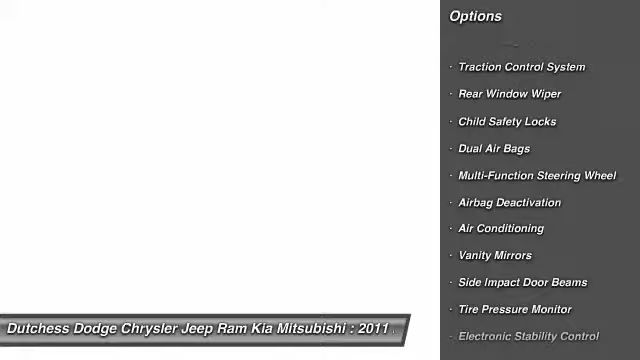 Options
· Traction Control System
· Rear Window Wiper
· Child Safety Locks
· Dual Air Bags
· Multi-Function Steering Wheel
· Airbag Deactivation
· Air Conditioning
· Vanity Mirrors
· Side Impact Door Beams
· Tire Pressure Monitor
· Electronic Stability Control
Dutchess Dodge Chrysler Jeep Ram Kia Mitsubishi : 2011